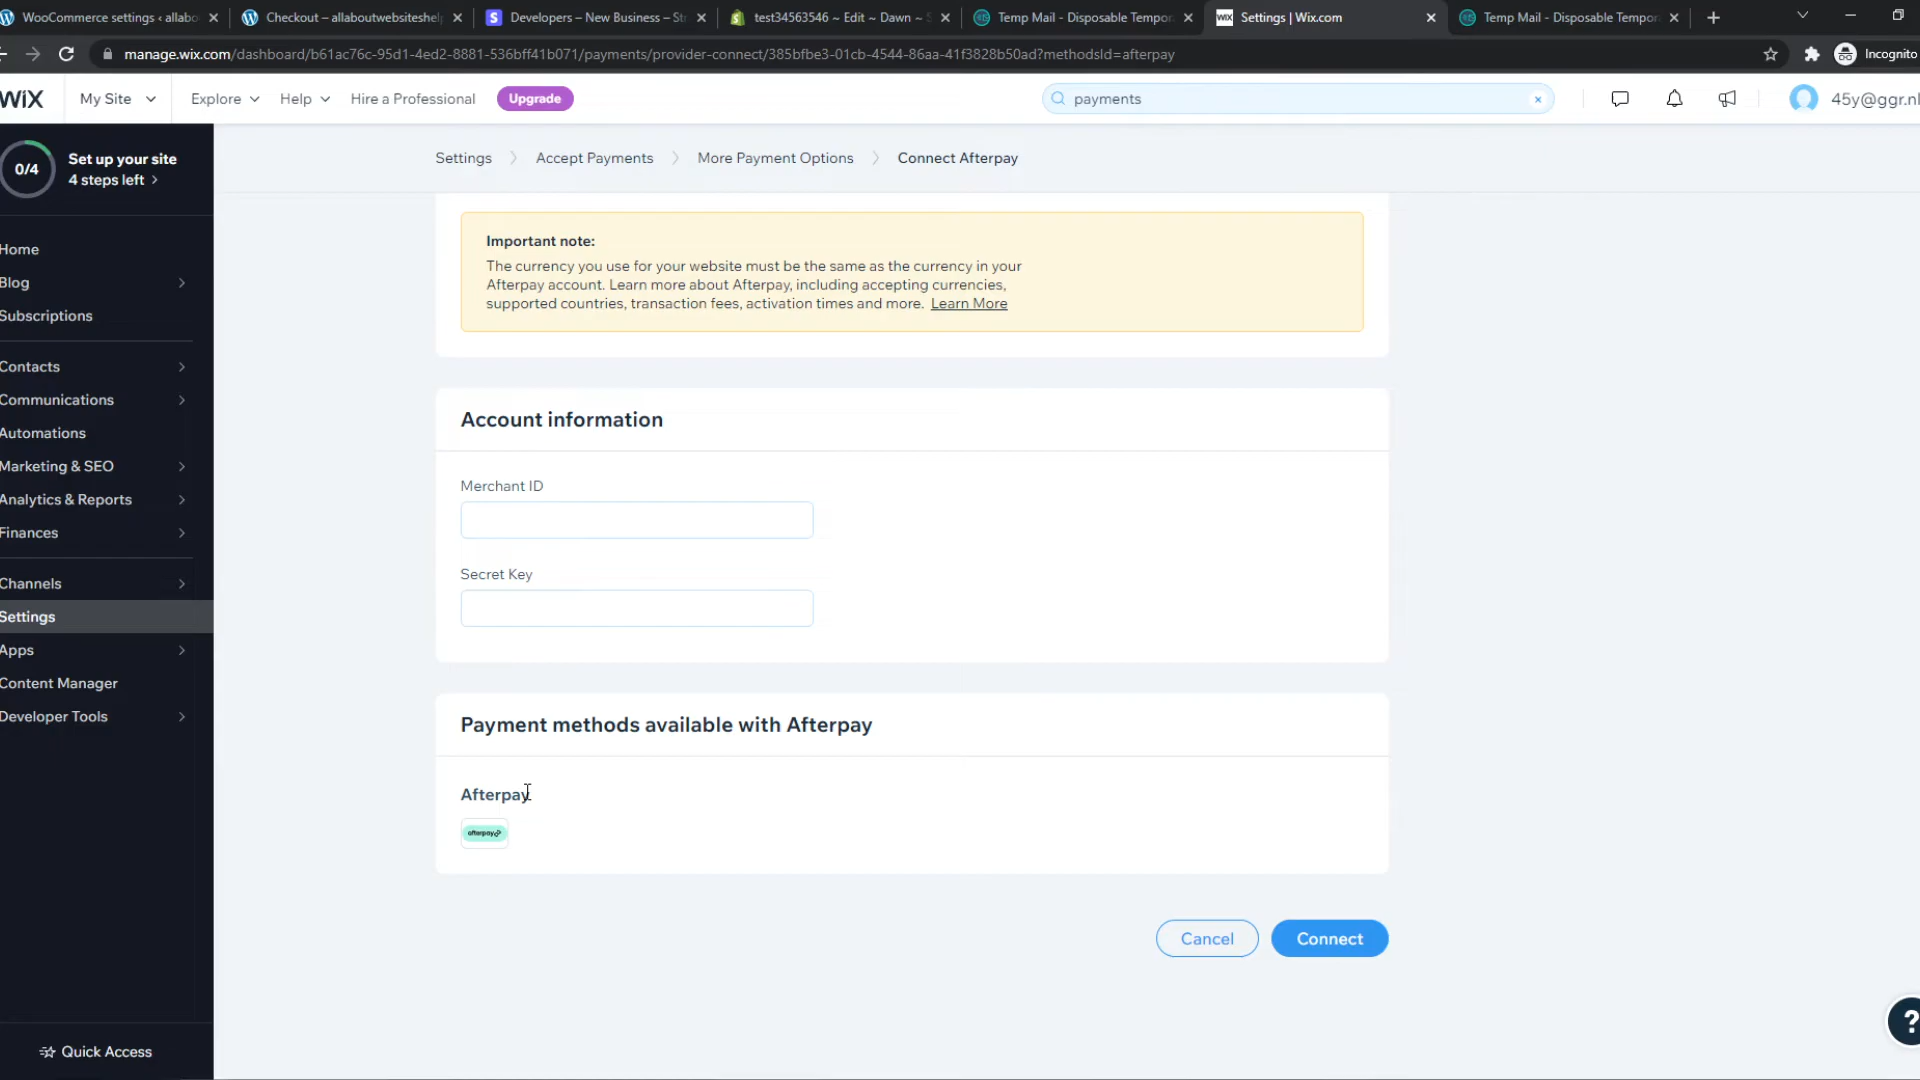 WooCommerce settings ‹ allabo
Checkout – allaboutwebsiteshel
Developers – New Business – St
test34563546 ~ Edit ~ Dawn ~ S
Temp Mail - Disposable Tempor
WIX
Settings | Wix.com
Temp Mail - Disposable Tempor
manage.wix.com/dashboard/b61ac76c-95d1-4ed2-8881-536bff41b071/payments/provider-connect/385bfbe3-01cb-4544-86aa-41f3828b50ad?methodsId=afterpay
Incognito
WiX
My Site
Explore
Help
Hire a Professional
Upgrade
payments
45y@ggr.nl
0/4
Set up your site
4 steps left
Home
Blog
Subscriptions
Contacts
Communications
Automations
Marketing & SEO
Analytics & Reports
Finances
Channels
Settings
Apps
Content Manager
Developer Tools
Quick Access
Settings
Accept Payments
More Payment Options
Connect Afterpay
Important note:
The currency you use for your website must be the same as the currency in your
Afterpay account. Learn more about Afterpay, including accepting currencies,
supported countries, transaction fees, activation times and more. Learn More
Account information
Merchant ID
Secret Key
Payment methods available with Afterpay
Afterpay
afterpay
Cancel
Connect
?